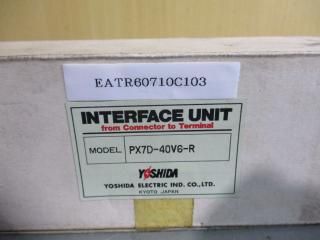 EATR60710C103
INTERFACE UNIT
from Connector to Terminal
MODEL PX7D-40V6-R
YOSHIDA
YOSHIDA ELECTRIC IND. CO., LTD.
KYOTO JAPAN